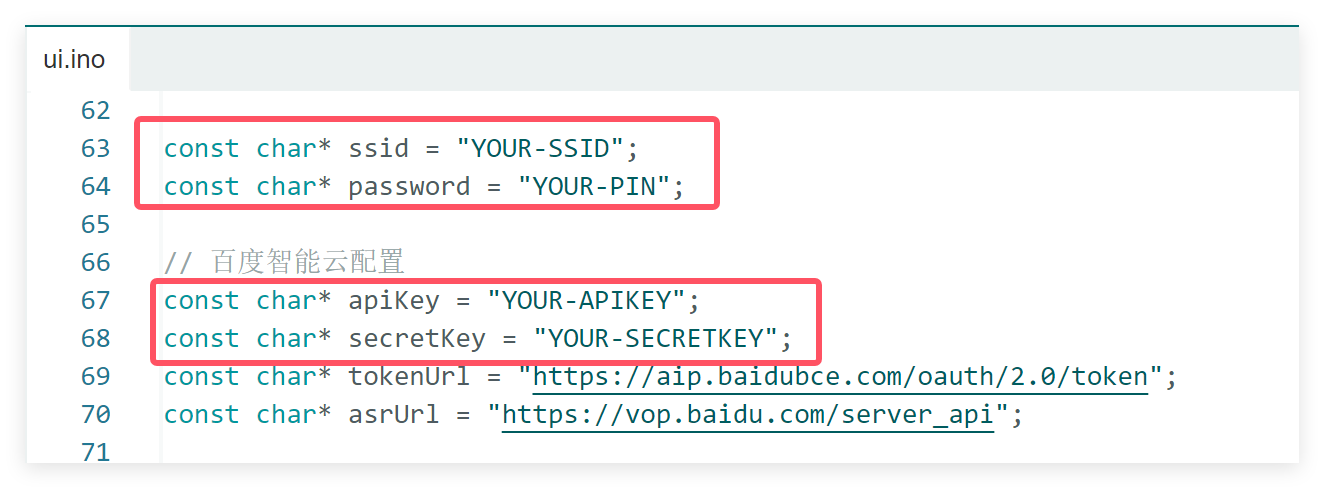 ui.ino
62
63 const char* ssid = "YOUR-SSID";
64 const char* password = "YOUR-PIN";
65
66 // 百度智能云配置
67 const char* apiKey = "YOUR-APIKEY";
68 const char* secretKey = "YOUR-SECRETKEY";
69 const char* tokenUrl = "https://aip.baidubce.com/oauth/2.0/token";
70 const char* asrUrl = "https://vop.baidu.com/server_api";
71